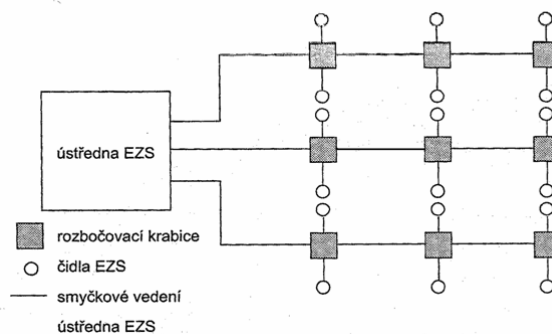 ústředna EZS
rozbočovací krabice
čidla EZS
smyčkové vedení
ústředna EZS